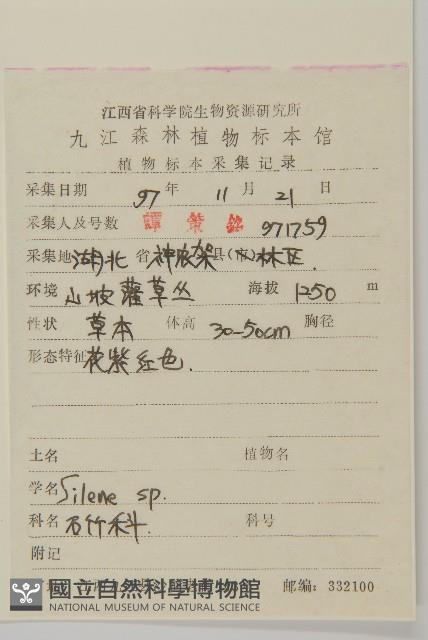 江西省科学院生物资源研究所
九江森林植物标本馆
植物标本采集记录
采集日期 97 年 11 月 21 日
采集人及号数 譚策銘 971759
采集地 湖北 省 神农架 县(市) 林区.
环境 山坡灌草丛 海拔 1250 m
性状 草本 体高 30-50cm 胸径
形态特征 花紫红色.
土名 植物名
学名 Silene sp.
科名 石竹科. 科号
附记
國立自然科學博物館 邮编: 332100
NATIONAL MUSEUM OF NATURAL SCIENCE